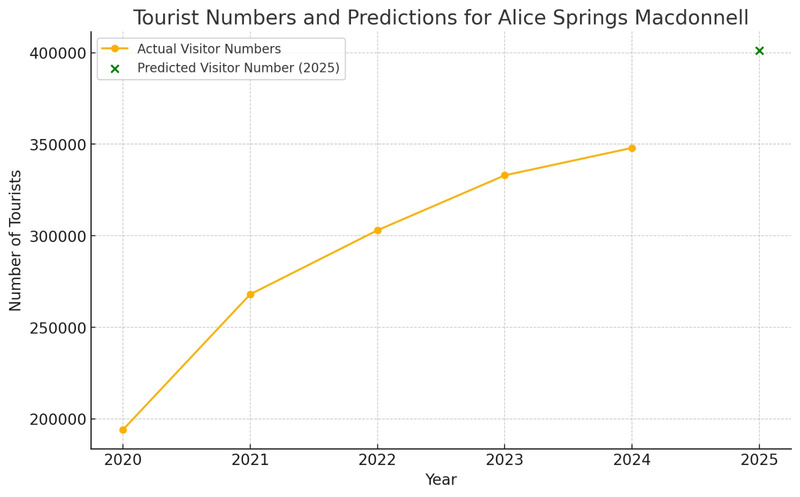 Tourist Numbers and Predictions for Alice Springs Macdonnell
Actual Visitor Numbers
Predicted Visitor Number (2025)
400000
350000
300000
250000
200000
Number of Tourists
2020 2021 2022 2023 2024 2025
Year